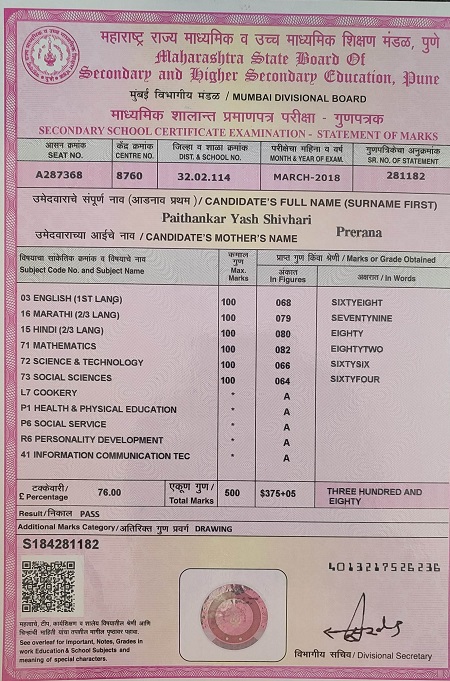 महाराष्ट्र राज्य माध्यमिक व उच्च माध्यमिक शिक्षण मंडळ, पुणे
Maharashtra State Board Of
Secondary and Higher Secondary Education, Pune
मुंबई विभागीय मंडळ / MUMBAI DIVISIONAL BOARD
माध्यमिक शालान्त प्रमाणपत्र परीक्षा - गुणपत्रक
SECONDARY SCHOOL CERTIFICATE EXAMINATION - STATEMENT OF MARKS
आसन क्रमांक केंद्र क्रमांक जिल्हा व शाळा क्रमांक परीक्षेचा महिना व वर्ष गुणपत्रिकेचा अनुक्रमांक
SEAT NO. CENTRE NO. DIST. & SCHOOL NO. MONTH & YEAR OF EXAM. SR. NO. OF STATEMENT
A287368 8760 32.02.114 MARCH-2018 281182
उमेदवाराचे संपूर्ण नाव (आडनाव प्रथम) / CANDIDATE'S FULL NAME (SURNAME FIRST)
Paithankar Yash Shivhari
उमेदवाराच्या आईचे नाव / CANDIDATE'S MOTHER'S NAME Prerana
विषयाचा सांकेतिक क्रमांक व विषयाचे नाव
Subject Code No. and Subject Name
कमाल गुण
Max. Marks
प्राप्त गुण किंवा श्रेणी / Marks or Grade Obtained
अंकात
In Figures
अक्षरात / In Words
03 ENGLISH (1ST LANG) 100 068 SIXTYEIGHT
16 MARATHI (2/3 LANG) 100 079 SEVENTYNINE
15 HINDI (2/3 LANG) 100 080 EIGHTY
71 MATHEMATICS 100 082 EIGHTYTWO
72 SCIENCE & TECHNOLOGY 100 066 SIXTYSIX
73 SOCIAL SCIENCES 100 064 SIXTYFOUR
L7 COOKERY * A
P1 HEALTH & PHYSICAL EDUCATION * A
P6 SOCIAL SERVICE * A
R6 PERSONALITY DEVELOPMENT * A
41 INFORMATION COMMUNICATION TEC * A
टक्केवारी/
£ Percentage 76.00
एकूण गुण /
Total Marks 500 $375+05 THREE HUNDRED AND
EIGHTY
Result/निकाल PASS
Additional Marks Category/अतिरिक्त गुण प्रवर्ग DRAWING
S184281182
4013217526236
See overleaf for Important, Notes, Grades in
work Education & School Subjects and
meaning of special characters.
विभागीय सचिव / Divisional Secretary